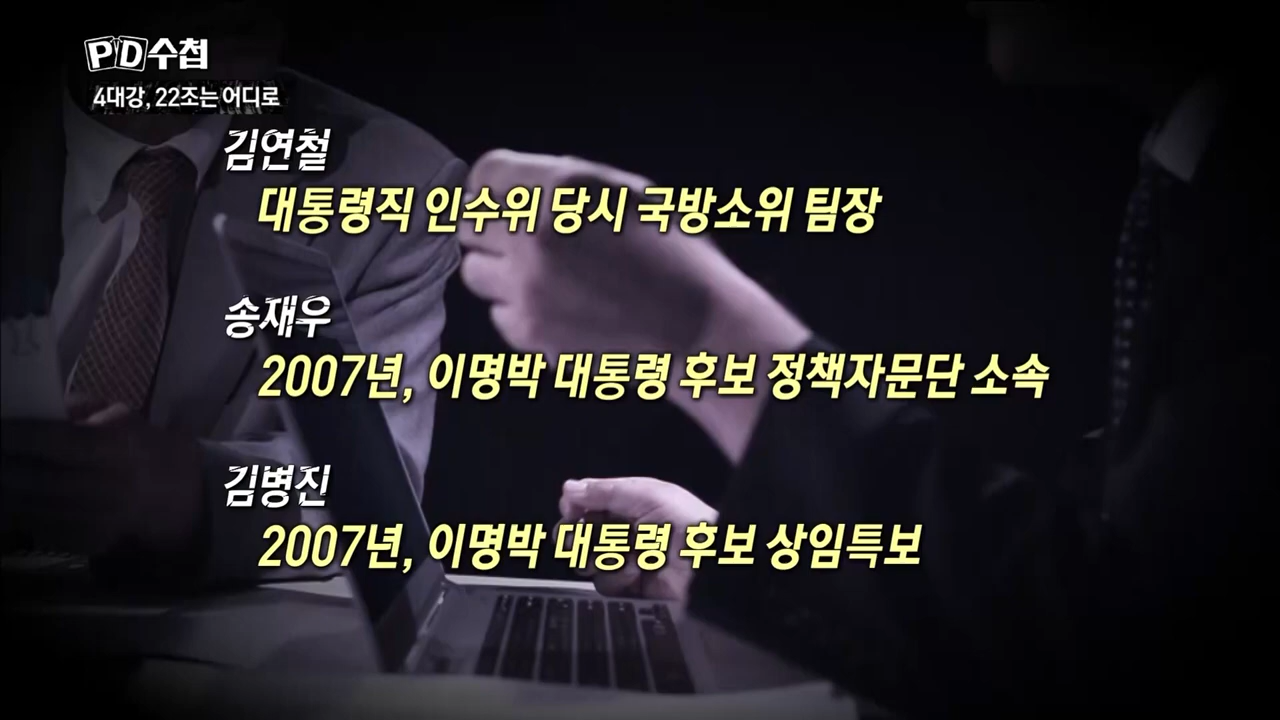 PD수첩
4대강, 22조는 어디로
김연철
대통령직 인수위 당시 국방소위 팀장
송재우
2007년, 이명박 대통령 후보 정책자문단 소속
김병진
2007년, 이명박 대통령 후보 상임특보